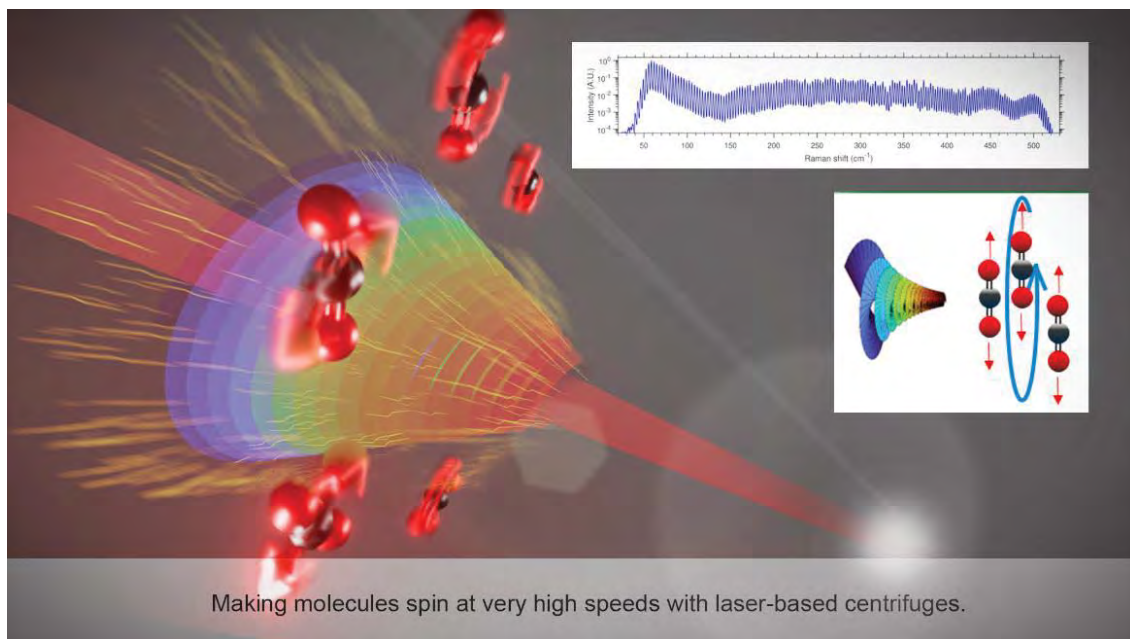 10⁰
10⁻¹
10⁻²
10⁻³
10⁻⁴
Intensity (A.U.)
50 100 150 200 250 300 350 400 450 500
Raman shift (cm⁻¹)
Making molecules spin at very high speeds with laser-based centrifuges.